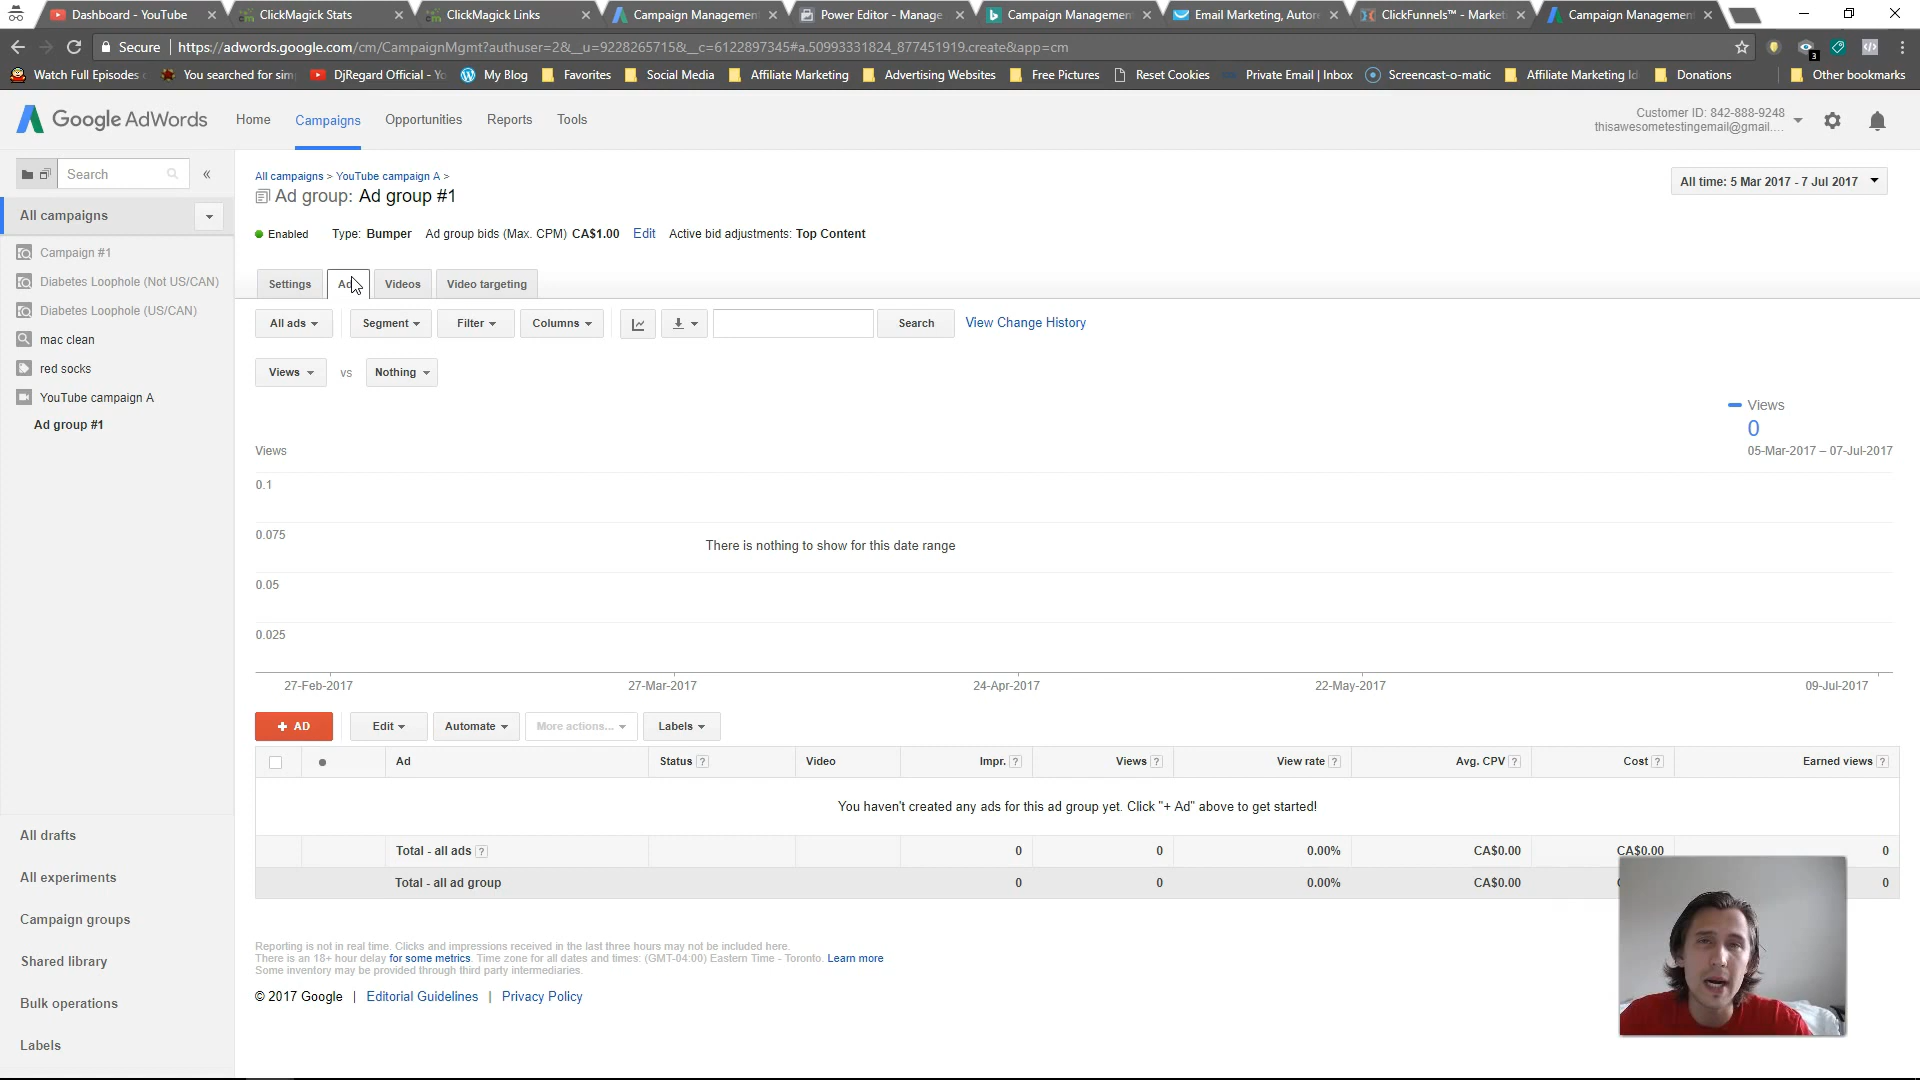 Dashboard - YouTube
ClickMagick Stats
ClickMagick Links
Campaign Management
Power Editor - Manage
Campaign Management
Email Marketing, Autor
ClickFunnels™ - Market
Campaign Management
Secure | https://adwords.google.com/cm/CampaignMgmt?authuser=2&__u=9228265715&__c=6122897345#a.50993331824_877451919.create&app=cm
3
Watch Full Episodes
You searched for sim
DjRegard Official - Yo
My Blog
Favorites
Social Media
Affiliate Marketing
Advertising Websites
Free Pictures
Reset Cookies
Private Email | Inbox
Screencast-o-matic
Affiliate Marketing Id
Donations
Other bookmarks
Google AdWords
Home
Campaigns
Opportunities
Reports
Tools
Customer ID: 842-888-9248
thisawesometestingemail@gmail....
Search
«
All campaigns
Campaign #1
Diabetes Loophole (Not US/CAN)
Diabetes Loophole (US/CAN)
mac clean
red socks
YouTube campaign A
Ad group #1
All drafts
All experiments
Campaign groups
Shared library
Bulk operations
Labels
All campaigns > YouTube campaign A >
Ad group: Ad group #1
All time: 5 Mar 2017 - 7 Jul 2017
Enabled Type: Bumper Ad group bids (Max. CPM) CA$1.00 Edit Active bid adjustments: Top Content
Settings
Videos
Video targeting
All ads
Segment
Filter
Columns
Search
View Change History
Views
vs
Nothing
Views
0
05-Mar-2017 – 07-Jul-2017
Views
0.1
0.075
0.05
0.025
There is nothing to show for this date range
27-Feb-2017
27-Mar-2017
24-Apr-2017
22-May-2017
09-Jul-2017
+ AD
Edit
Automate
More actions...
Labels
Ad
Status ?
Video
Impr. ?
Views ?
View rate ?
Avg. CPV ?
Cost ?
Earned views ?
You haven't created any ads for this ad group yet. Click "+ Ad" above to get started!
Total - all ads ? 0 0 0.00% CA$0.00 CA$0.00 0
Total - all ad group 0 0 0.00% CA$0.00 0
Reporting is not in real time. Clicks and impressions received in the last three hours may not be included here.
There is an 18+ hour delay for some metrics. Time zone for all dates and times: (GMT-04:00) Eastern Time - Toronto. Learn more
Some inventory may be provided through third party intermediaries.
© 2017 Google | Editorial Guidelines | Privacy Policy